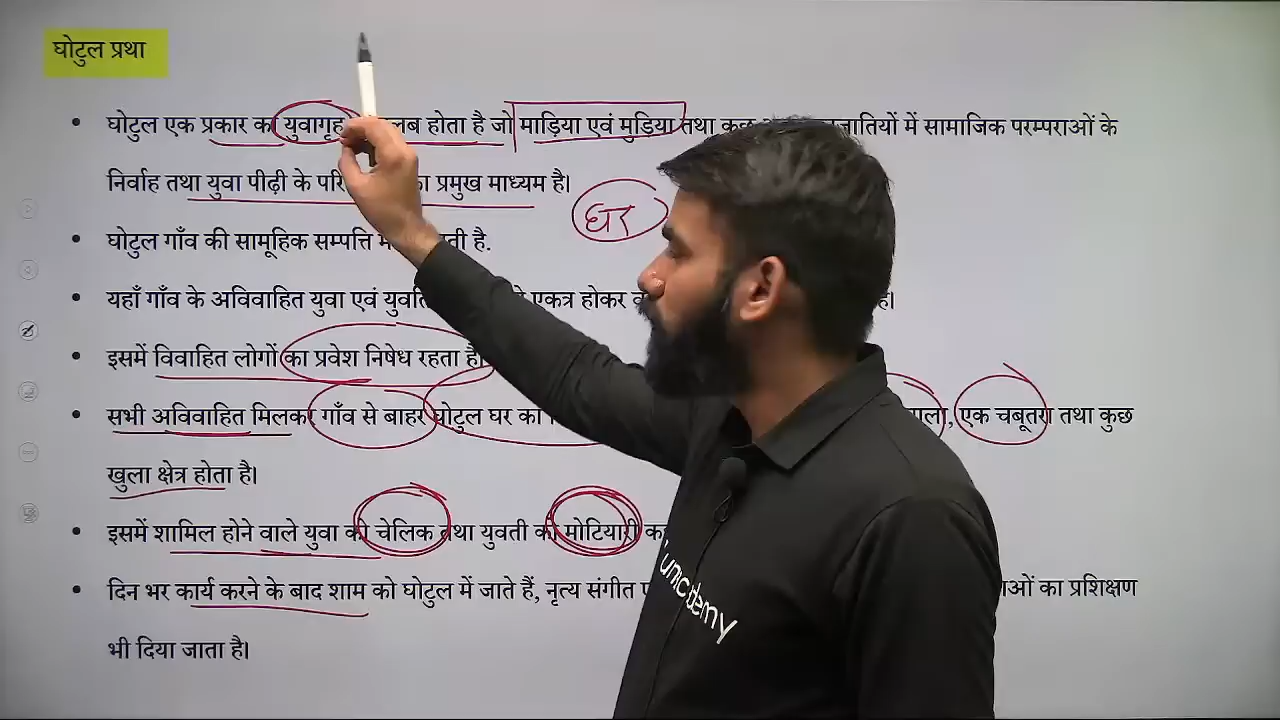 घोटुल प्रथा
घोटुल एक प्रकार का युवागृह होता है जो माड़िया एवं मुड़िया तथा में सामाजिक परम्पराओं के
निर्वाह तथा युवा पीढ़ी के का प्रमुख माध्यम है।
घर
घोटुल गाँव की सामूहिक सम्पत्ति है.
यहाँ गाँव के अविवाहित युवा एवं एकत्र होकर
इसमें विवाहित लोगों का प्रवेश निषेध रहता है।
सभी अविवाहित मिलकर गाँव से बाहर घोटुल घर का एक चबूतरा तथा कुछ
खुला क्षेत्र होता है।
इसमें शामिल होने वाले युवा को चेलिक तथा युवती को मोटियारी
दिन भर कार्य करने के बाद शाम को घोटुल में जाते हैं, नृत्य संगीत का प्रशिक्षण
भी दिया जाता है।
unacademy